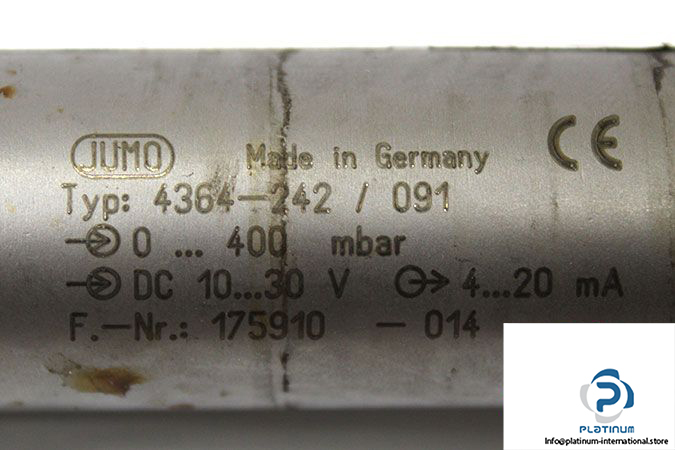 JUMO Made in Germany CE
Typ: 4364-242 / 091
0 ... 400 mbar
DC 10...30 V 4...20 mA
F.-Nr.: 175910 - 014
PLATINUM
Info@platinum-international.store